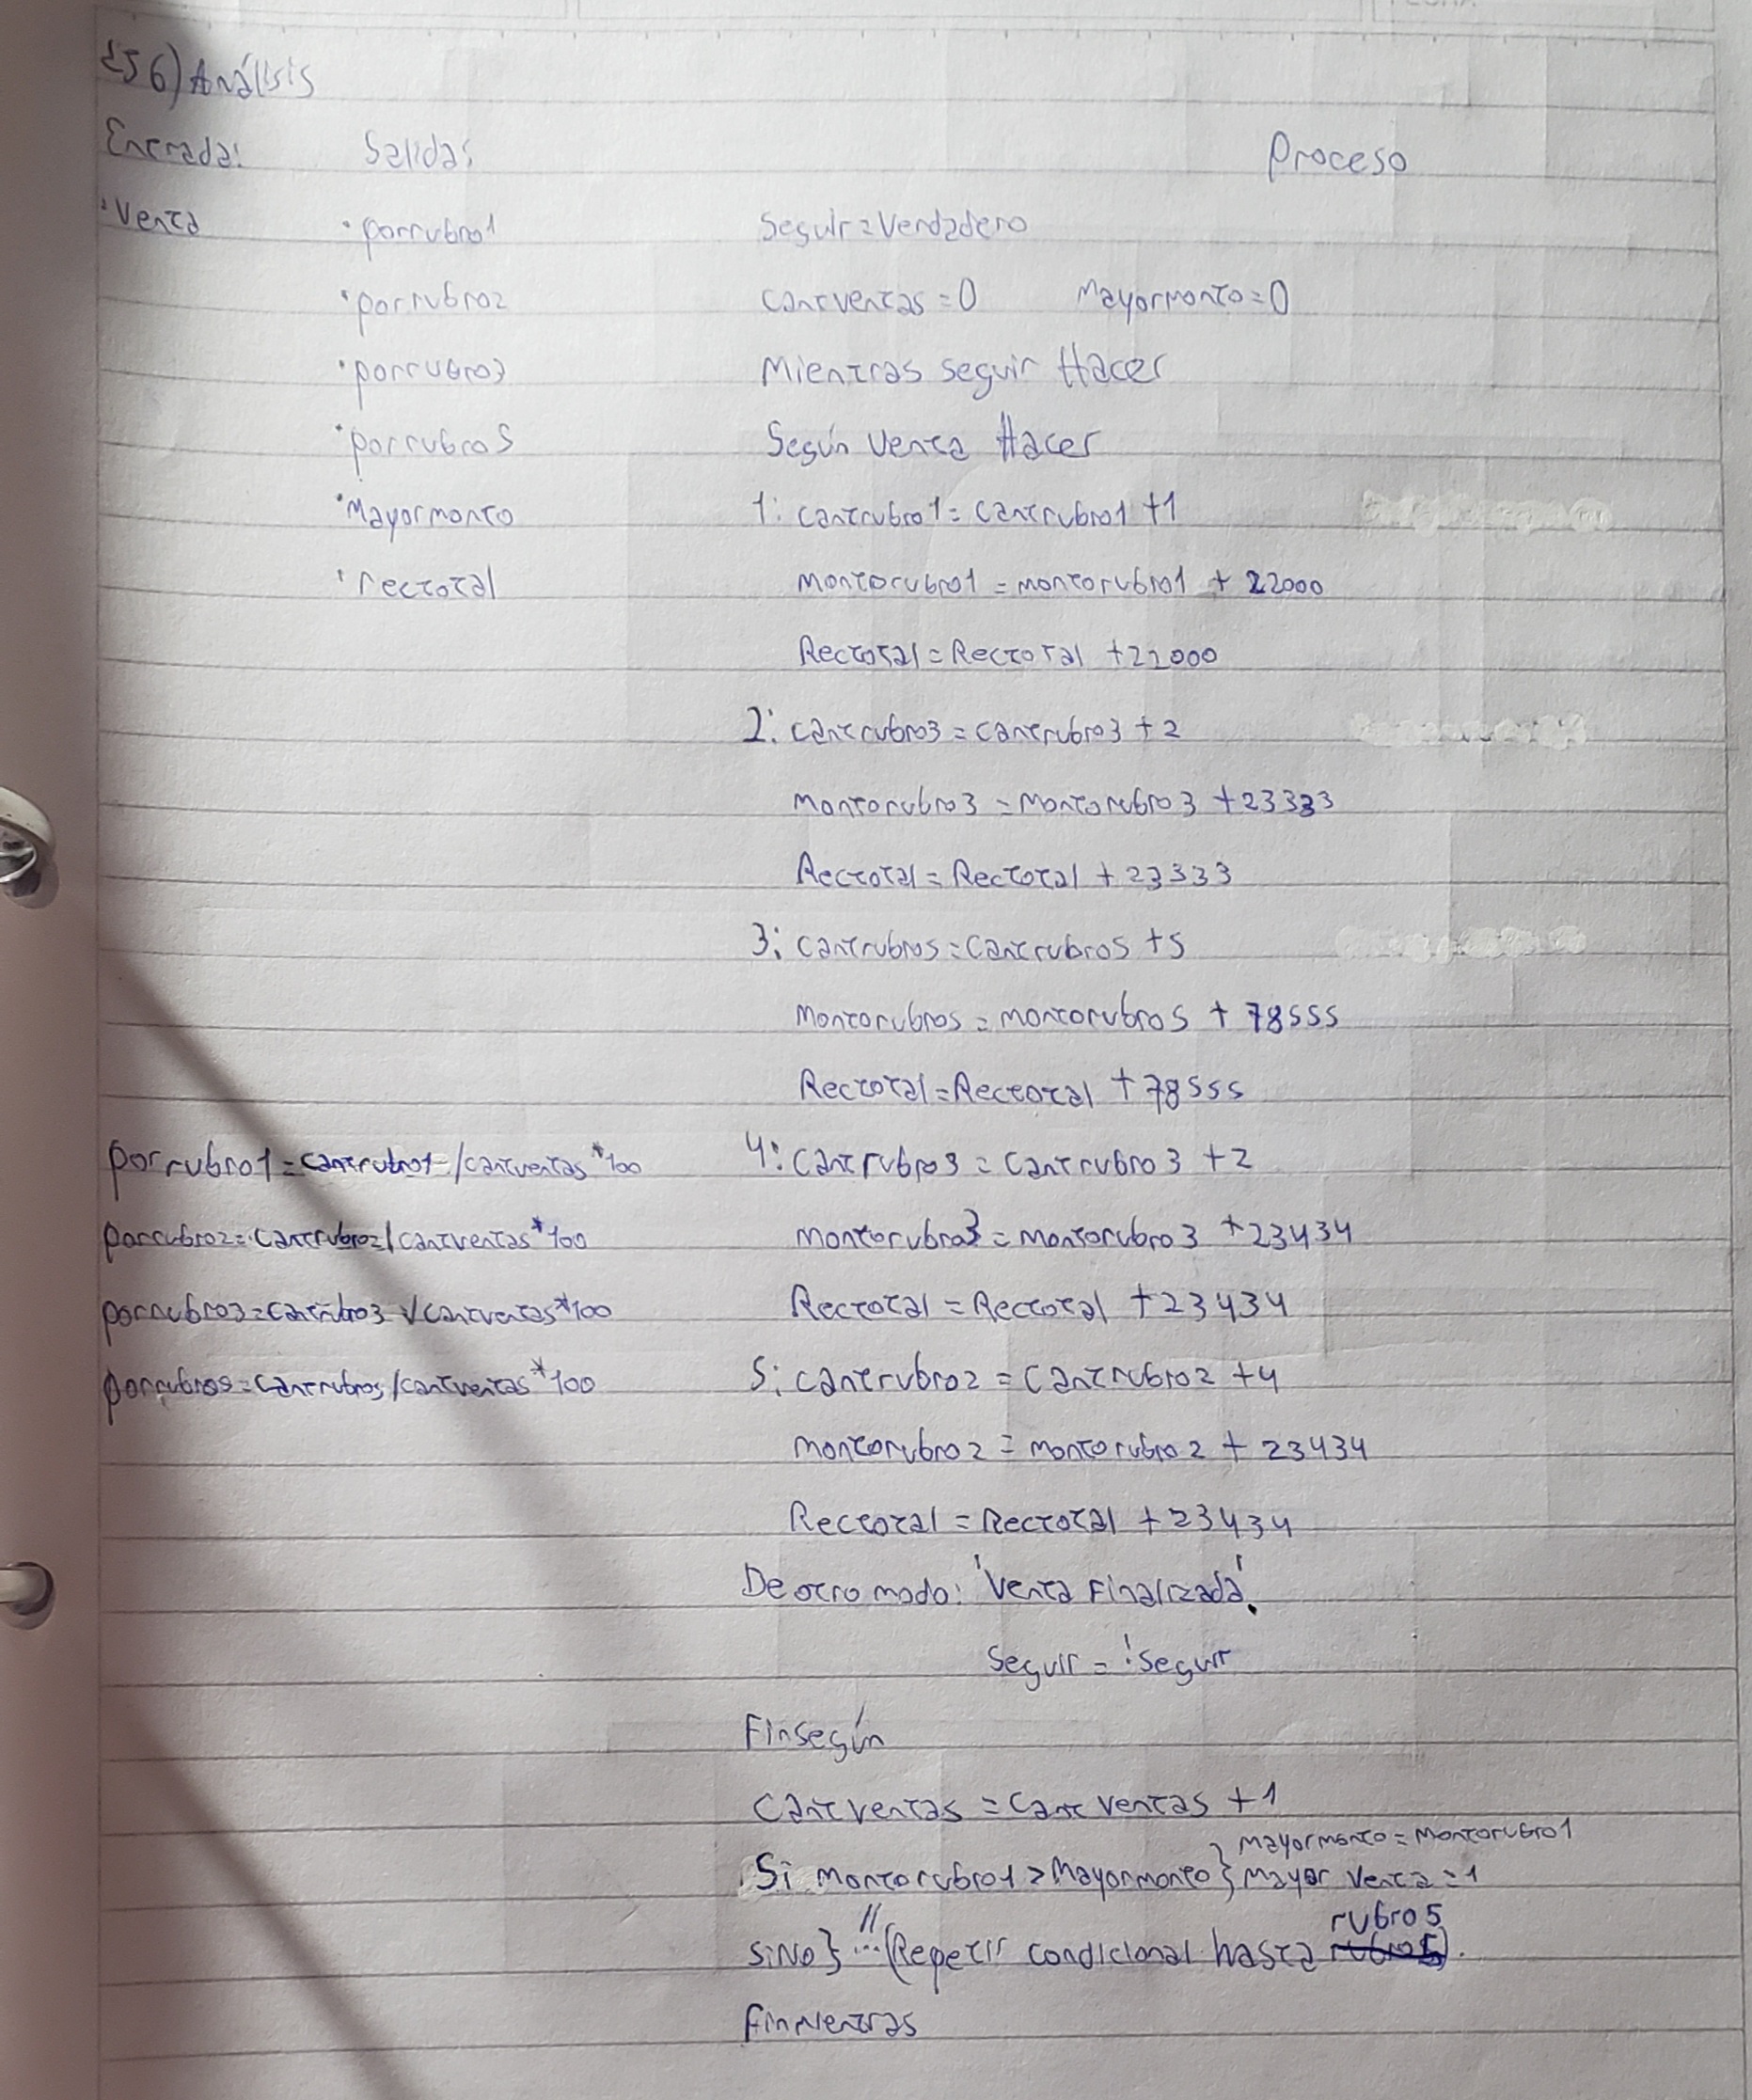 256) Análisis
Entrada: Salida: Proceso
·Venta ·porrubro1 Seguir=Verdadero
·porrubro2 cantventas=0 Mayormonto=0
·porrubro3 Mientras seguir Hacer
·porrubro5 Según Venta Hacer
·Mayormonto 1: cantrubro1=cantrubro1+1
·rectotal montorubro1=montorubro1 + 22000
Rectotal=Rectotal +22000
2: cantrubro3=cantrubro3+2
montorubro3=montorubro3+23333
Rectotal=Rectotal+23333
3: cantrubro5=cantrubro5+5
montorubro5=montorubro5 + 78555
Rectotal=Rectotal +78555
porrubro1=cantrubro1/cantventas*100 4: cantrubro3=cantrubro3+2
porrubro2=cantrubro2/cantventas*100 montorubro3=montorubro3 +23434
porrubro3=cantrubro3/cantventas*100 Rectotal=Rectotal +23434
porrubro5=cantrubro5/cantventas*100 5: cantrubro2=cantrubro2+4
montorubro2=montorubro2+23434
Rectotal=Rectotal+23434
De otro modo: 'Venta Finalizada'.
Seguir=!seguir
FinSegún
Cantventas=cantventas+1
mayormonto=montorubro1
Si montorubro1>Mayormonto} mayor Venta=1
rubro5
SiNo} //...(Repetir condicional hasta ).
FinMientras